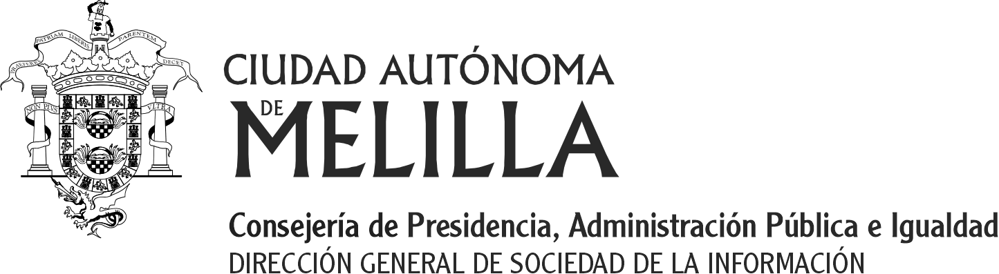 PRAEFERRE PATRIAM LIBERIS PARENTEM DECET
NON PLVS VLTRA
CIUDAD AUTÓNOMA
DE
MELILLA
Consejería de Presidencia, Administración Pública e Igualdad
DIRECCIÓN GENERAL DE SOCIEDAD DE LA INFORMACIÓN